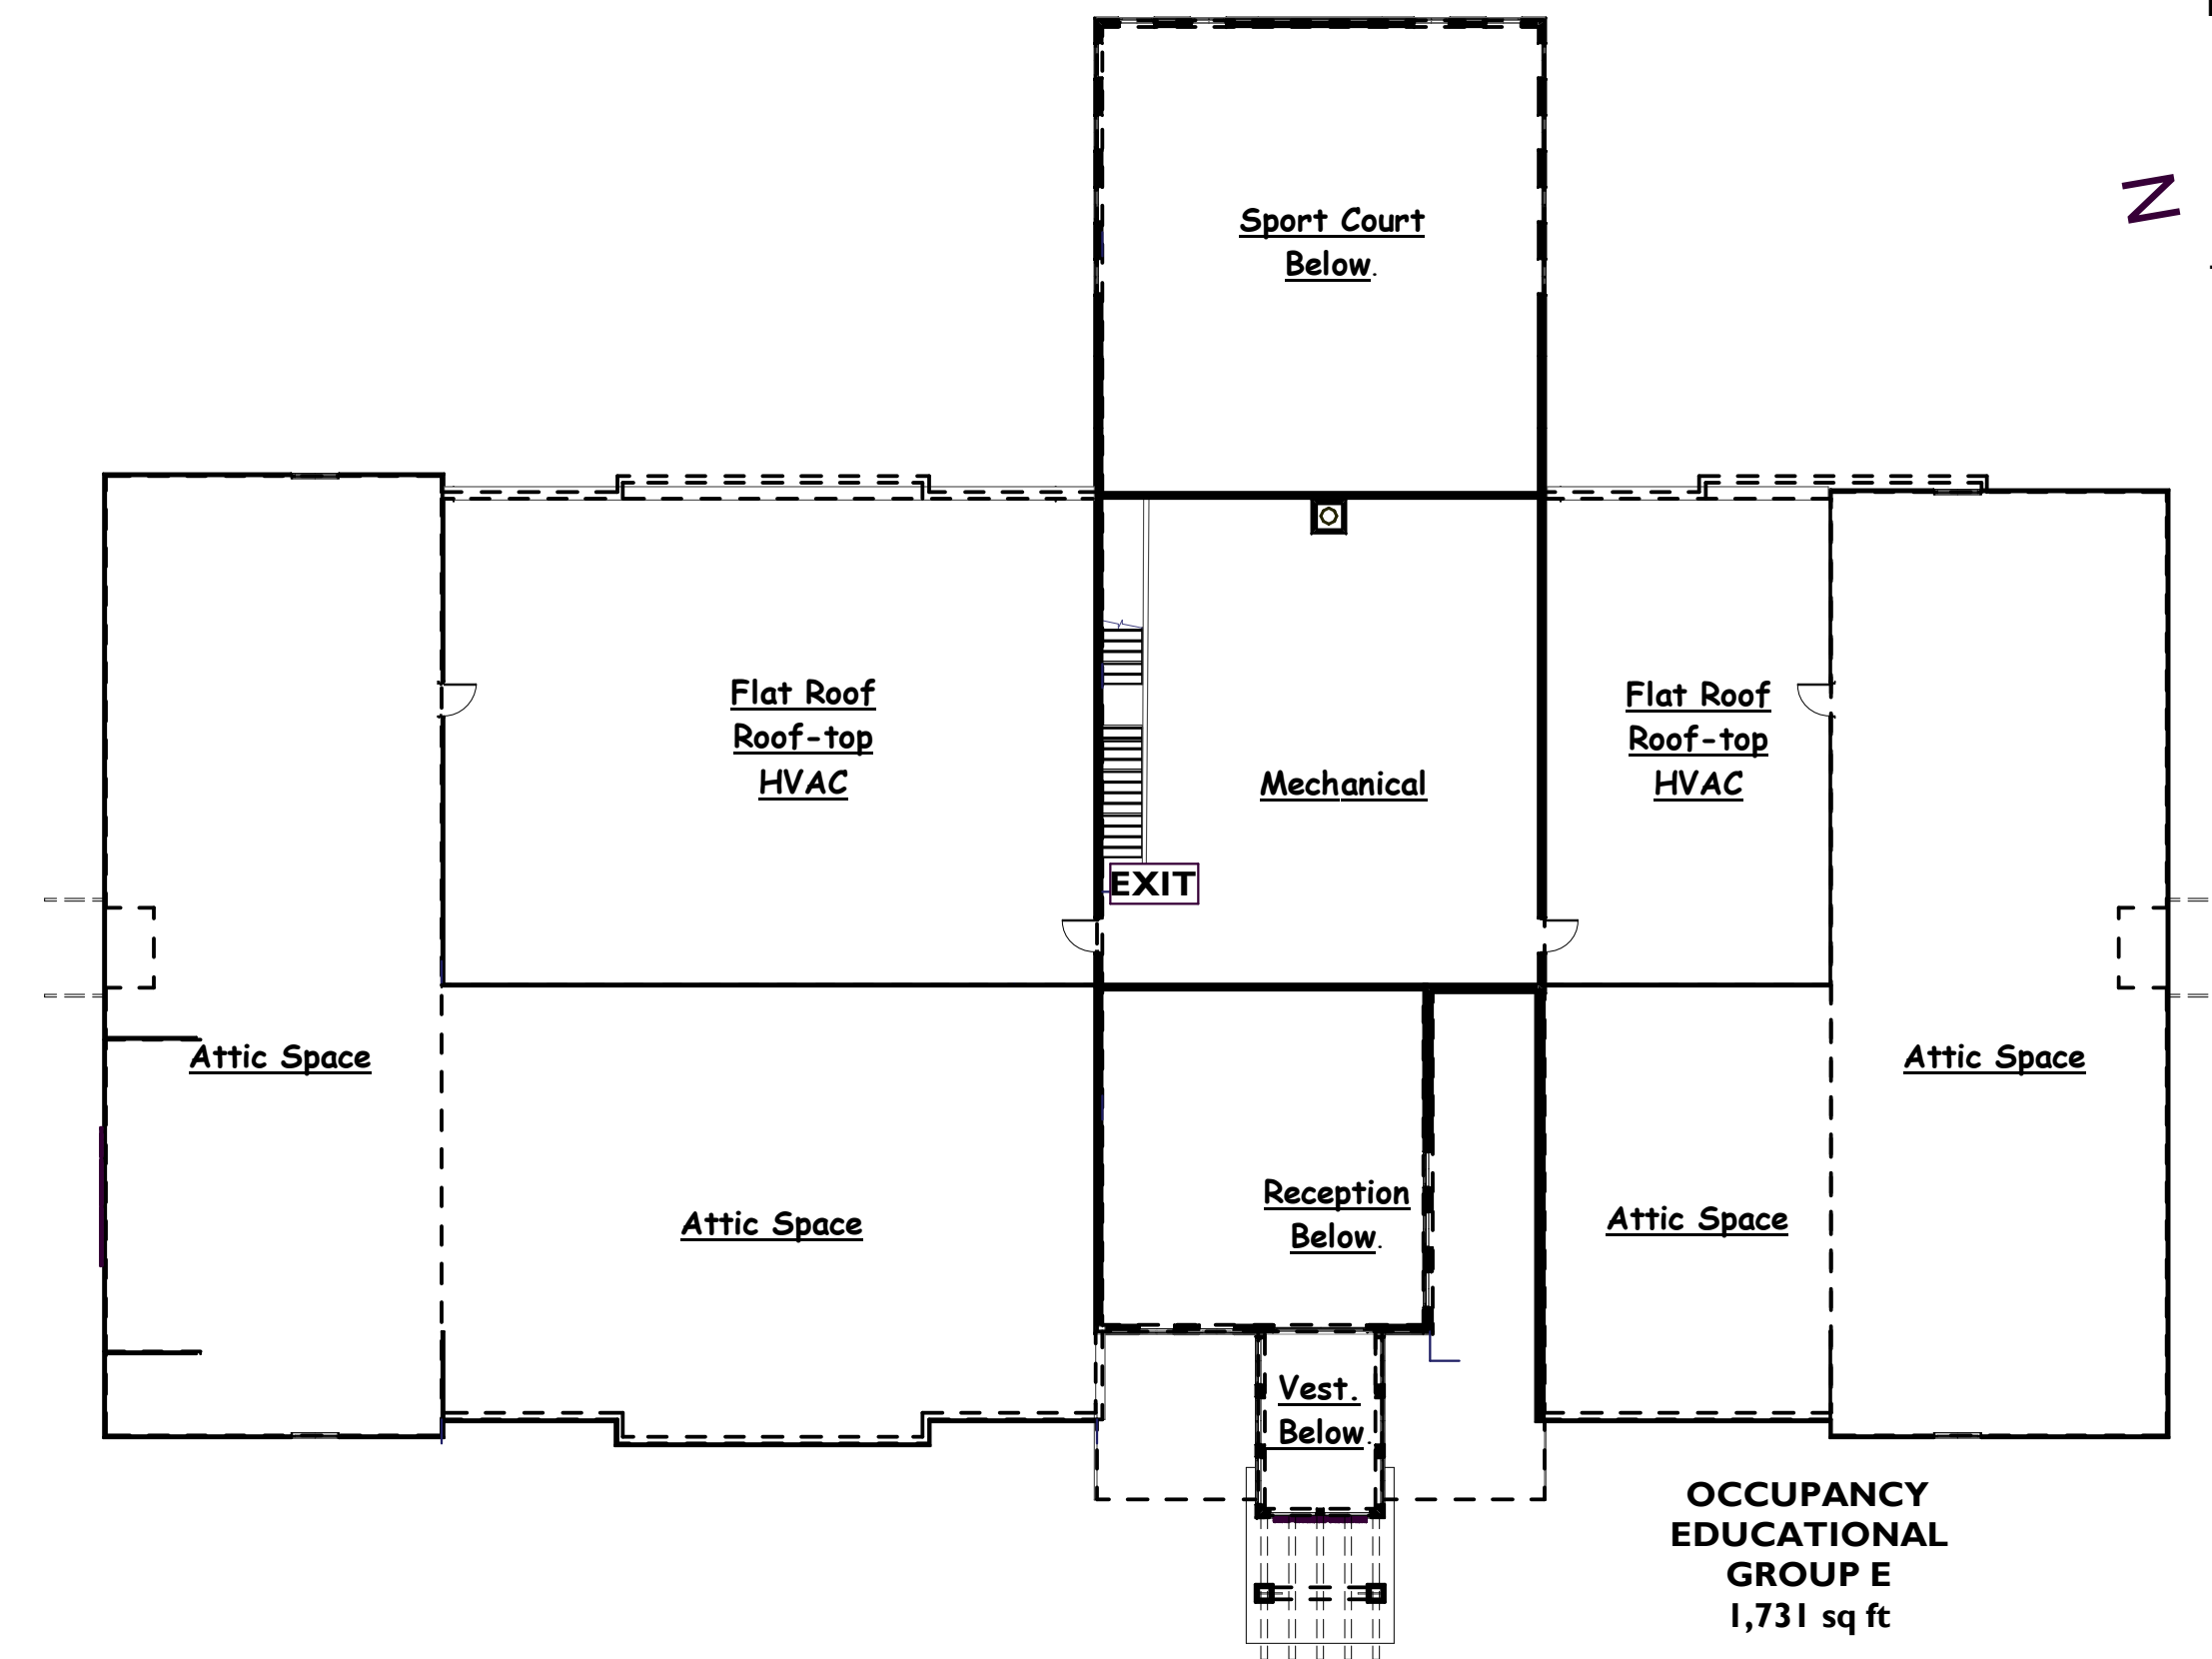 Sport Court
Below.
N
Flat Roof
Roof-top
HVAC
Mechanical
Flat Roof
Roof-top
HVAC
EXIT
Attic Space
Attic Space
Attic Space
Reception
Below.
Attic Space
Vest.
Below.
OCCUPANCY
EDUCATIONAL
GROUP E
1,731 sq ft